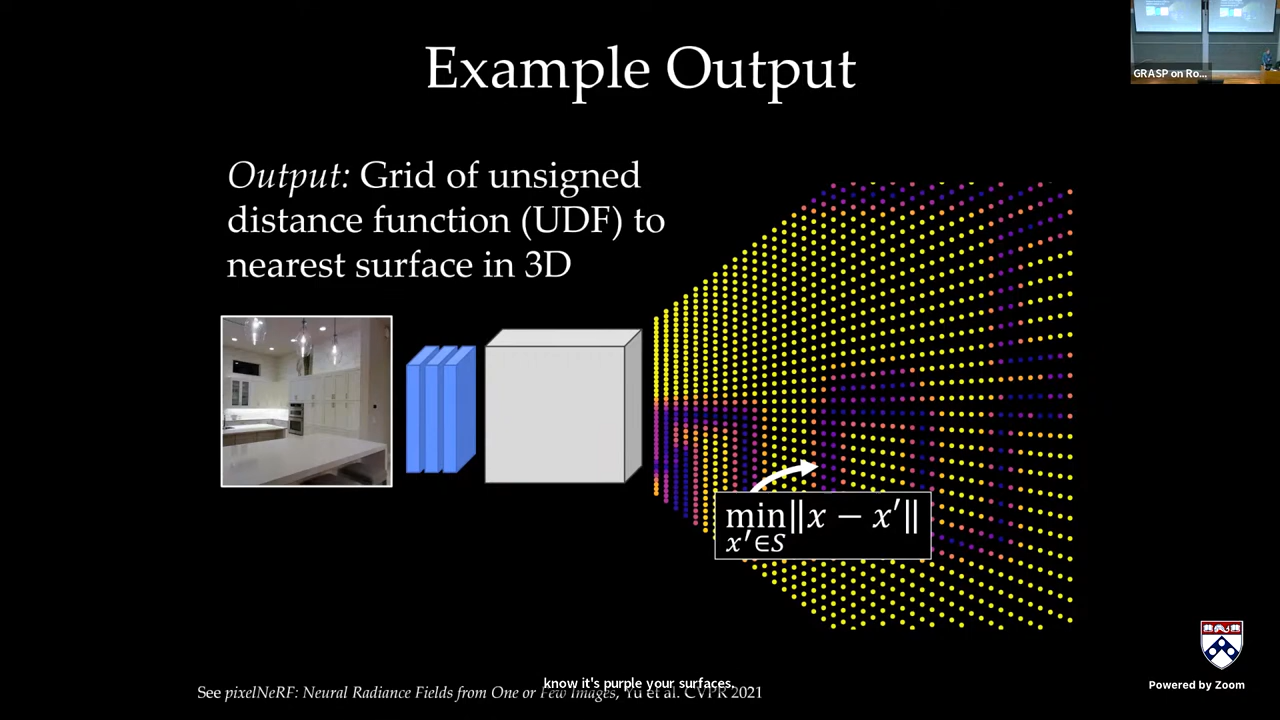 Example Output
GRASP on Ro...
Output: Grid of unsigned
distance function (UDF) to
nearest surface in 3D
min‖x − x′‖
x′∈S
know it's purple your surfaces.
See pixelNeRF: Neural Radiance Fields from One or Few Images, Yu et al. CVPR 2021
Powered by Zoom